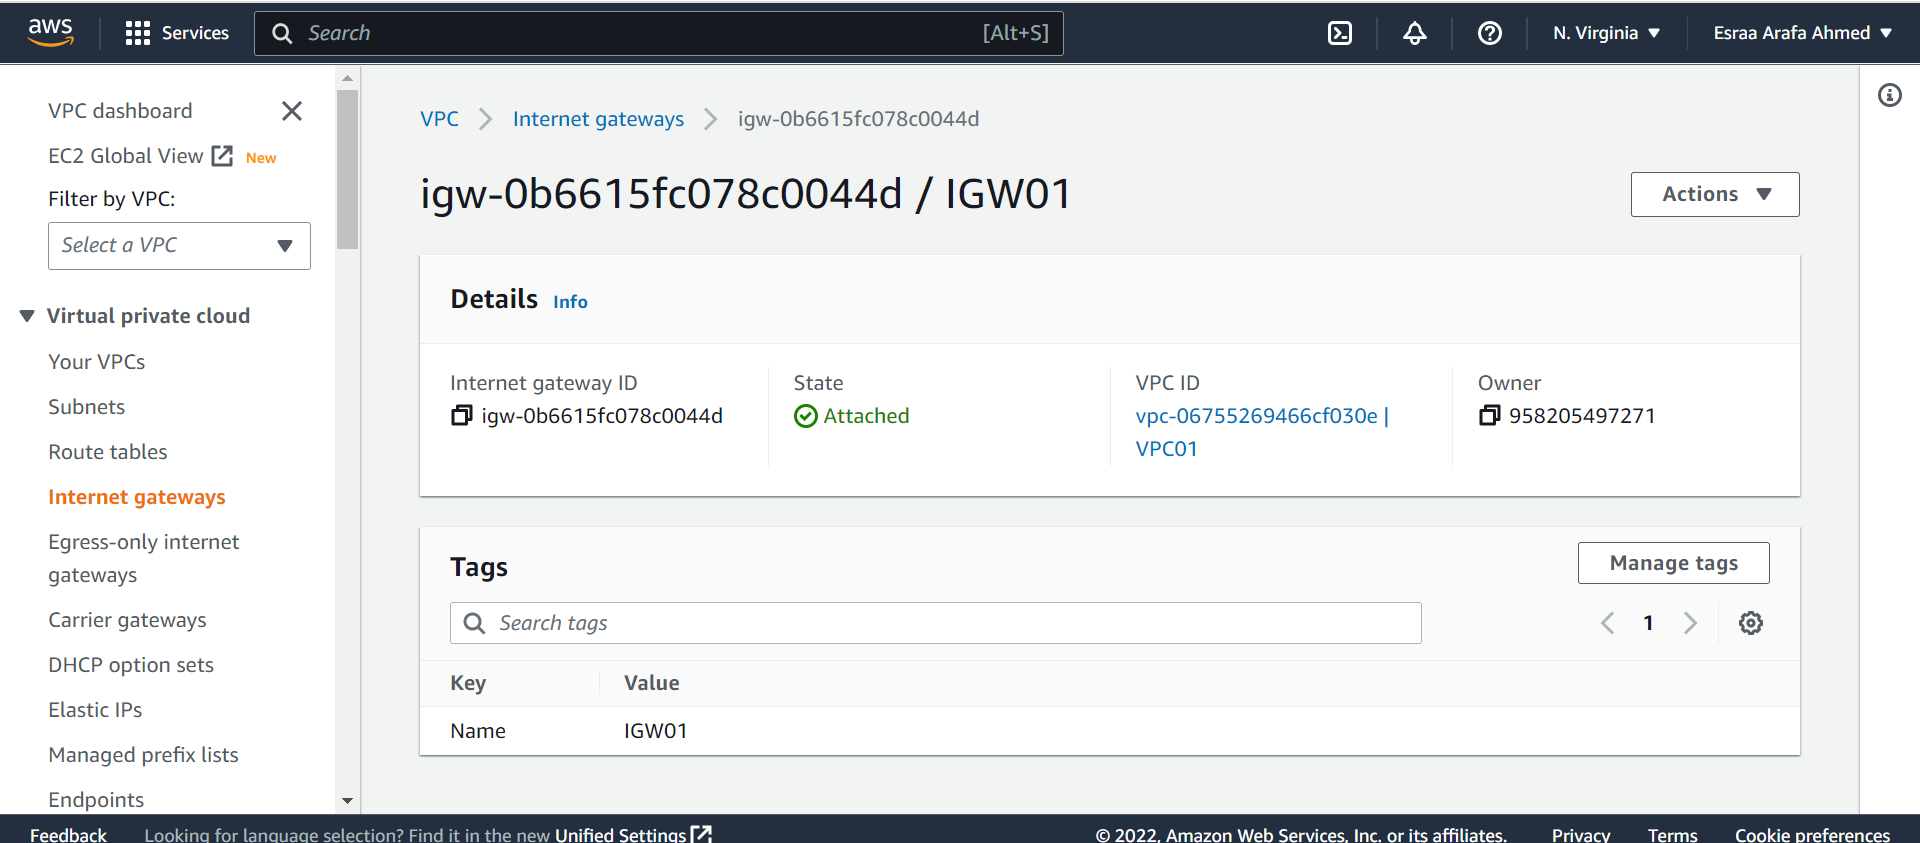 aws
Services
Search [Alt+S]
N. Virginia
Esraa Arafa Ahmed
VPC dashboard
EC2 Global View New
Filter by VPC:
Select a VPC
Virtual private cloud
Your VPCs
Subnets
Route tables
Internet gateways
Egress-only internet
gateways
Carrier gateways
DHCP option sets
Elastic IPs
Managed prefix lists
Endpoints
VPC Internet gateways igw-0b6615fc078c0044d
igw-0b6615fc078c0044d / IGW01
Actions
Details Info
Internet gateway ID
igw-0b6615fc078c0044d
State
Attached
VPC ID
vpc-06755269466cf030e |
VPC01
Owner
958205497271
Tags
Manage tags
Search tags
1
Key Value
Name IGW01
Feedback Looking for language selection? Find it in the new Unified Settings
© 2022, Amazon Web Services, Inc. or its affiliates. Privacy Terms Cookie preferences